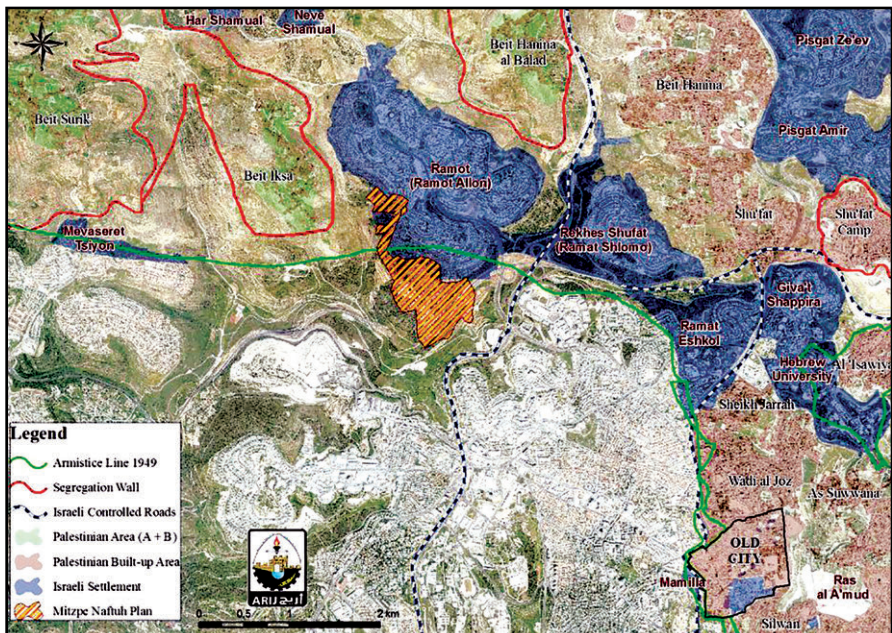 Har Shamual
Neve
Shamual
Beit Hanina
al Balad
Pisgat Ze'ev
Beit Hanina
Pisgat Amir
Beit Surik
Beit Iksa
Ramot
(Ramot Allon)
Shu'fat
Shu'fat
Camp
Mevaseret
Tsiyon
Rekhes Shufat
(Ramat Shlomo)
Giva't
Shappira
Ramat
Eshkol
Hebrew
University
Al 'Isawiya
Sheikh Jarrah
Wath al Joz
As Suwwana
OLD
CITY
Mamilla
Ras
al A'mud
Silwan
Legend
Armistice Line 1949
Segregation Wall
Israeli Controlled Roads
Palestinian Area (A + B)
Palestinian Built-up Area
Israeli Settlement
Mitzpe Naftuh Plan
ARIJ أريج
0 0.5 1 2 km